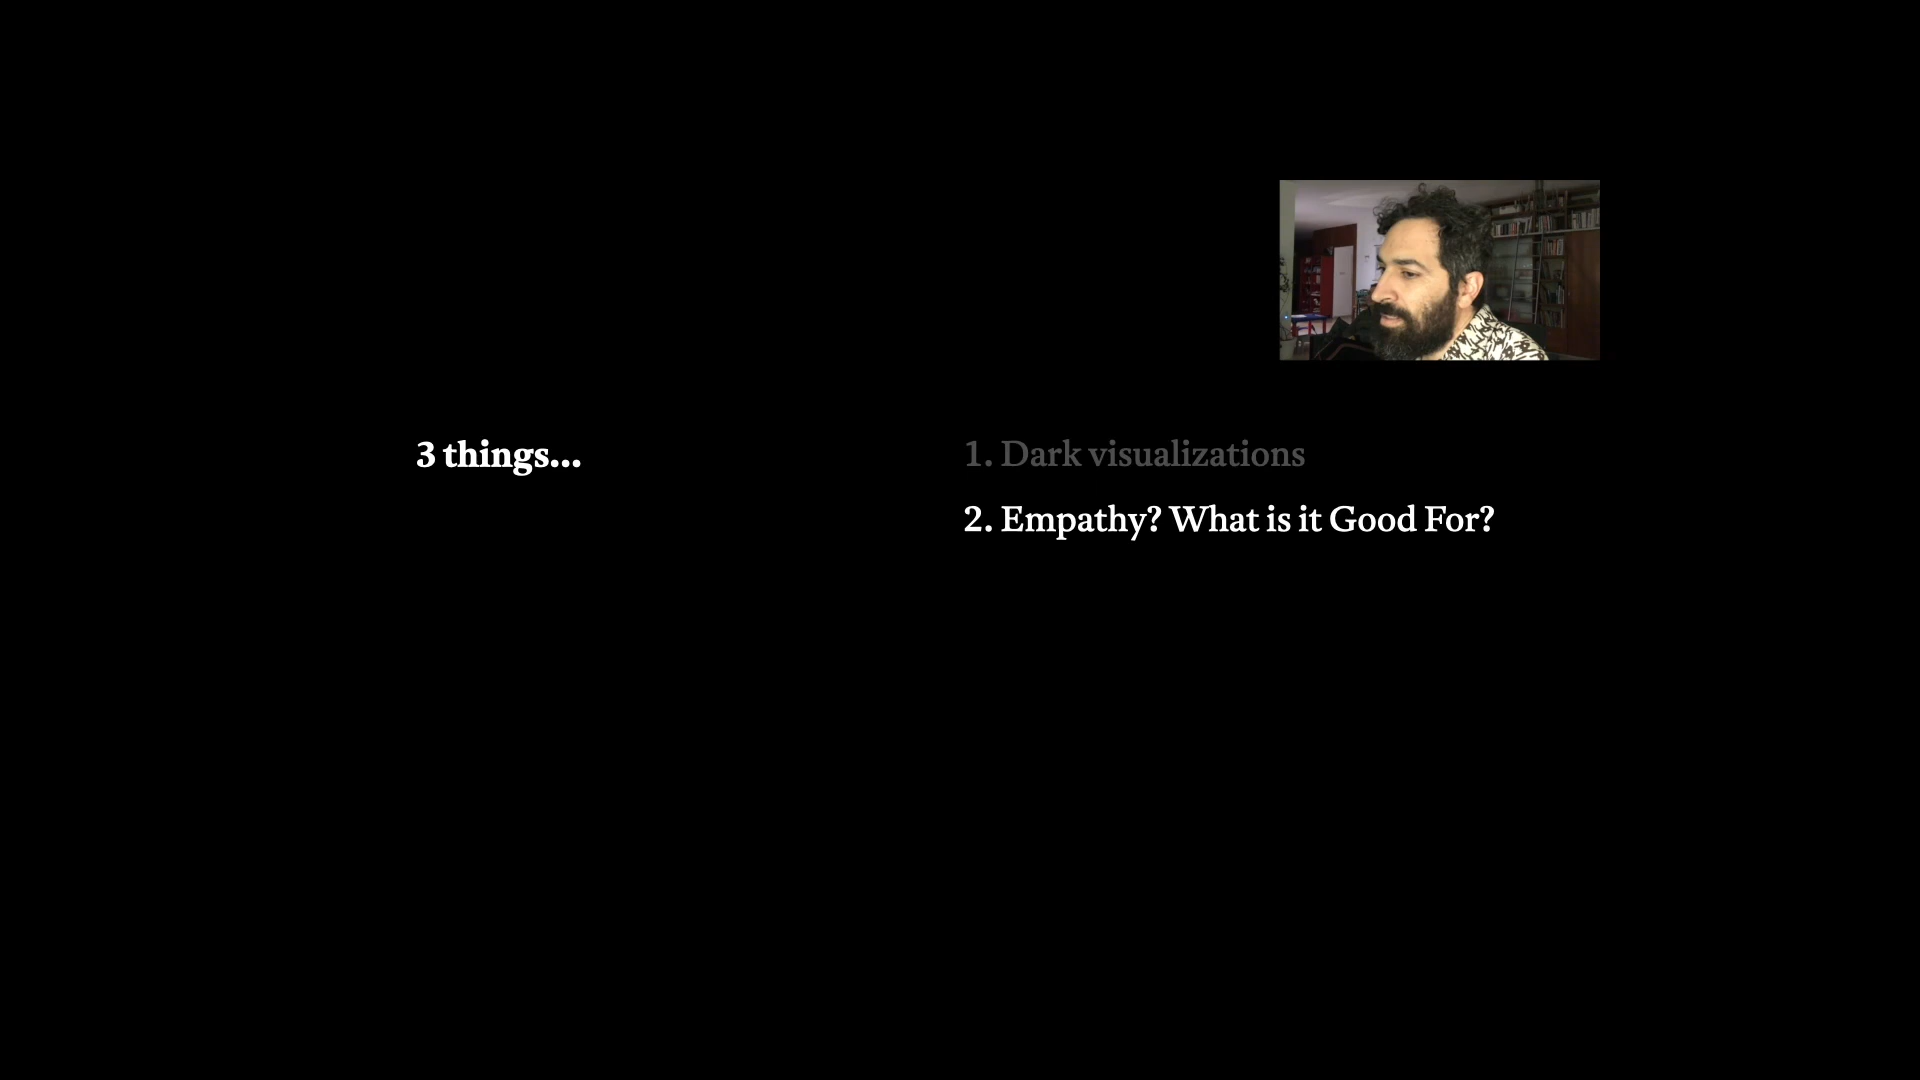 3 things...
1. Dark visualizations
2. Empathy? What is it Good For?